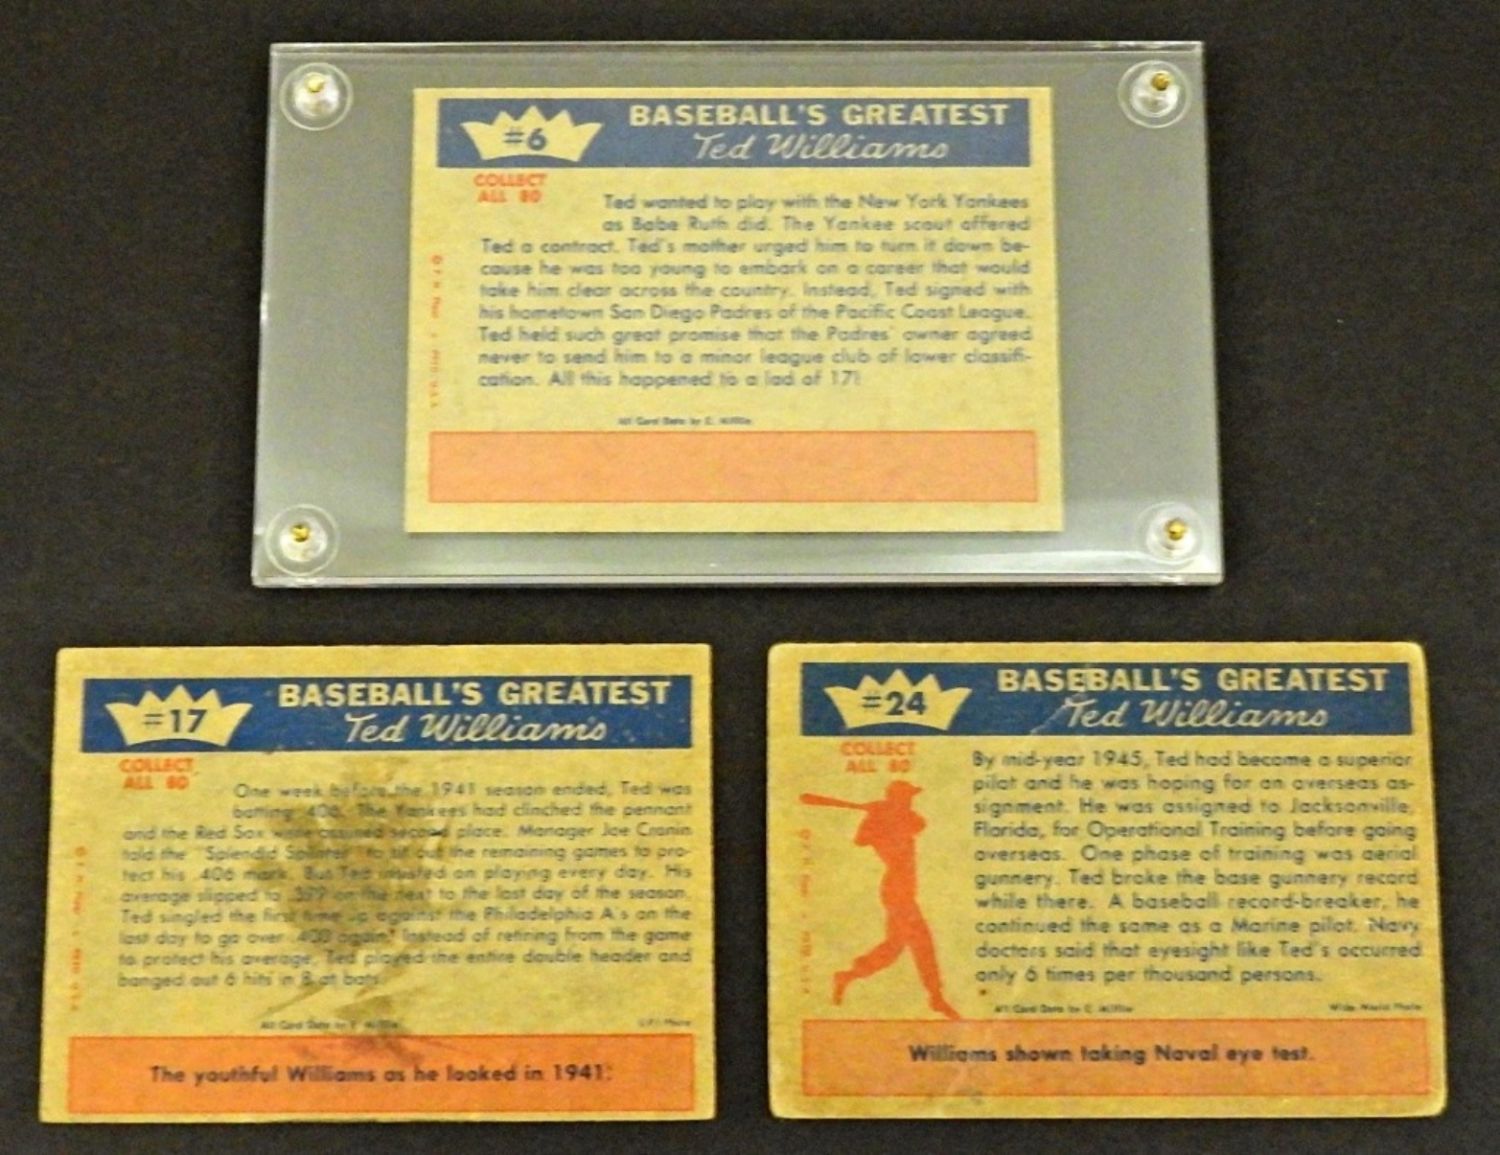 #6
BASEBALL'S GREATEST
Ted Williams
COLLECT
ALL 80
Ted wanted to play with the New York Yankees
as Babe Ruth did. The Yankee scout offered
Ted a contract. Ted's mother urged him to turn it down be-
cause he was too young to embark on a career that would
take him clear across the country. Instead, Ted signed with
his hometown San Diego Padres of the Pacific Coast League.
Ted held such great promise that the Padres' owner agreed
never to send him to a minor league club of lower classifi-
cation. All this happened to a lad of 17!
All Card Data by
#17
BASEBALL'S GREATEST
Ted Williams
COLLECT
ALL 80
One week before the 1941 season ended, Ted was
batting .406. The Yankees had clinched the pennant
and the Red Sox were assured second place. Manager Joe Cronin
told the "Splendid Splinter" to sit out the remaining games to pro-
tect his .406 mark. But Ted insisted on playing every day. His
average slipped to .399 on the next to the last day of the season.
Ted singled the first time up against the Philadelphia A's on the
last day to go over .400 again! Instead of retiring from the game
to protect his average, Ted played the entire double header and
banged out 6 hits in 8 at bats.
All Card Data by
The youthful Williams as he looked in 1941.
#24
BASEBALL'S GREATEST
Ted Williams
COLLECT
ALL 80
By mid-year 1945, Ted had become a superior
pilot and he was hoping for an overseas as-
signment. He was assigned to Jacksonville,
Florida, for Operational Training before going
overseas. One phase of training was aerial
gunnery. Ted broke the base gunnery record
while there. A baseball record-breaker, he
continued the same as a Marine pilot. Navy
doctors said that eyesight like Ted's occurred
only 6 times per thousand persons.
All Card Data by
Wide World Photo
Williams shown taking Naval eye test.